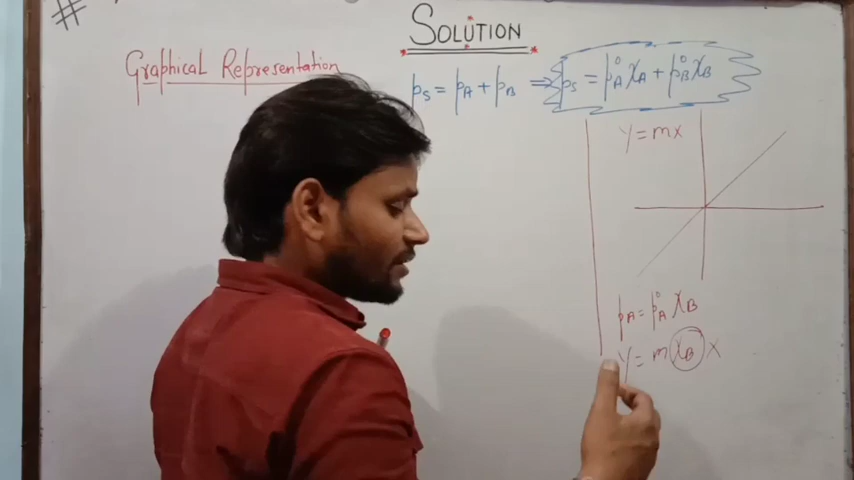 #
SOLUTION
Graphical Representation
pS = pA + pB ⇒ pS = p°A χA + p°B χB
y = mx
pA = p°A χB
y = m χB x